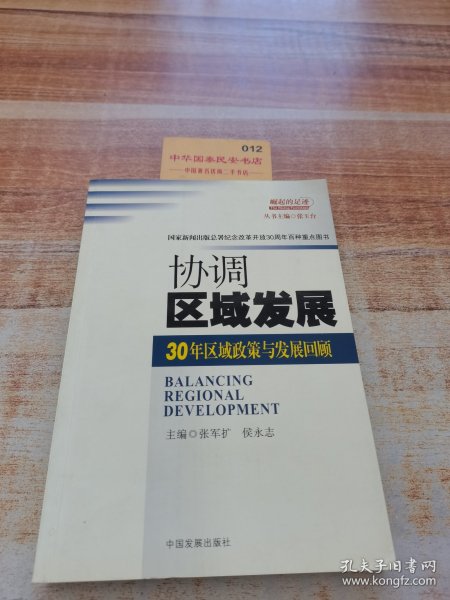 012
中华国泰民安书店
——中国著名优质二手书店——
崛起的足迹
丛书主编◎张玉台
国家新闻出版总署纪念改革开放30周年百种重点图书
协调
区域发展
30年区域政策与发展回顾
BALANCING
REGIONAL
DEVELOPMENT
主编◎张军扩 侯永志
中国发展出版社
孔夫子旧书网
www.kongfz.com